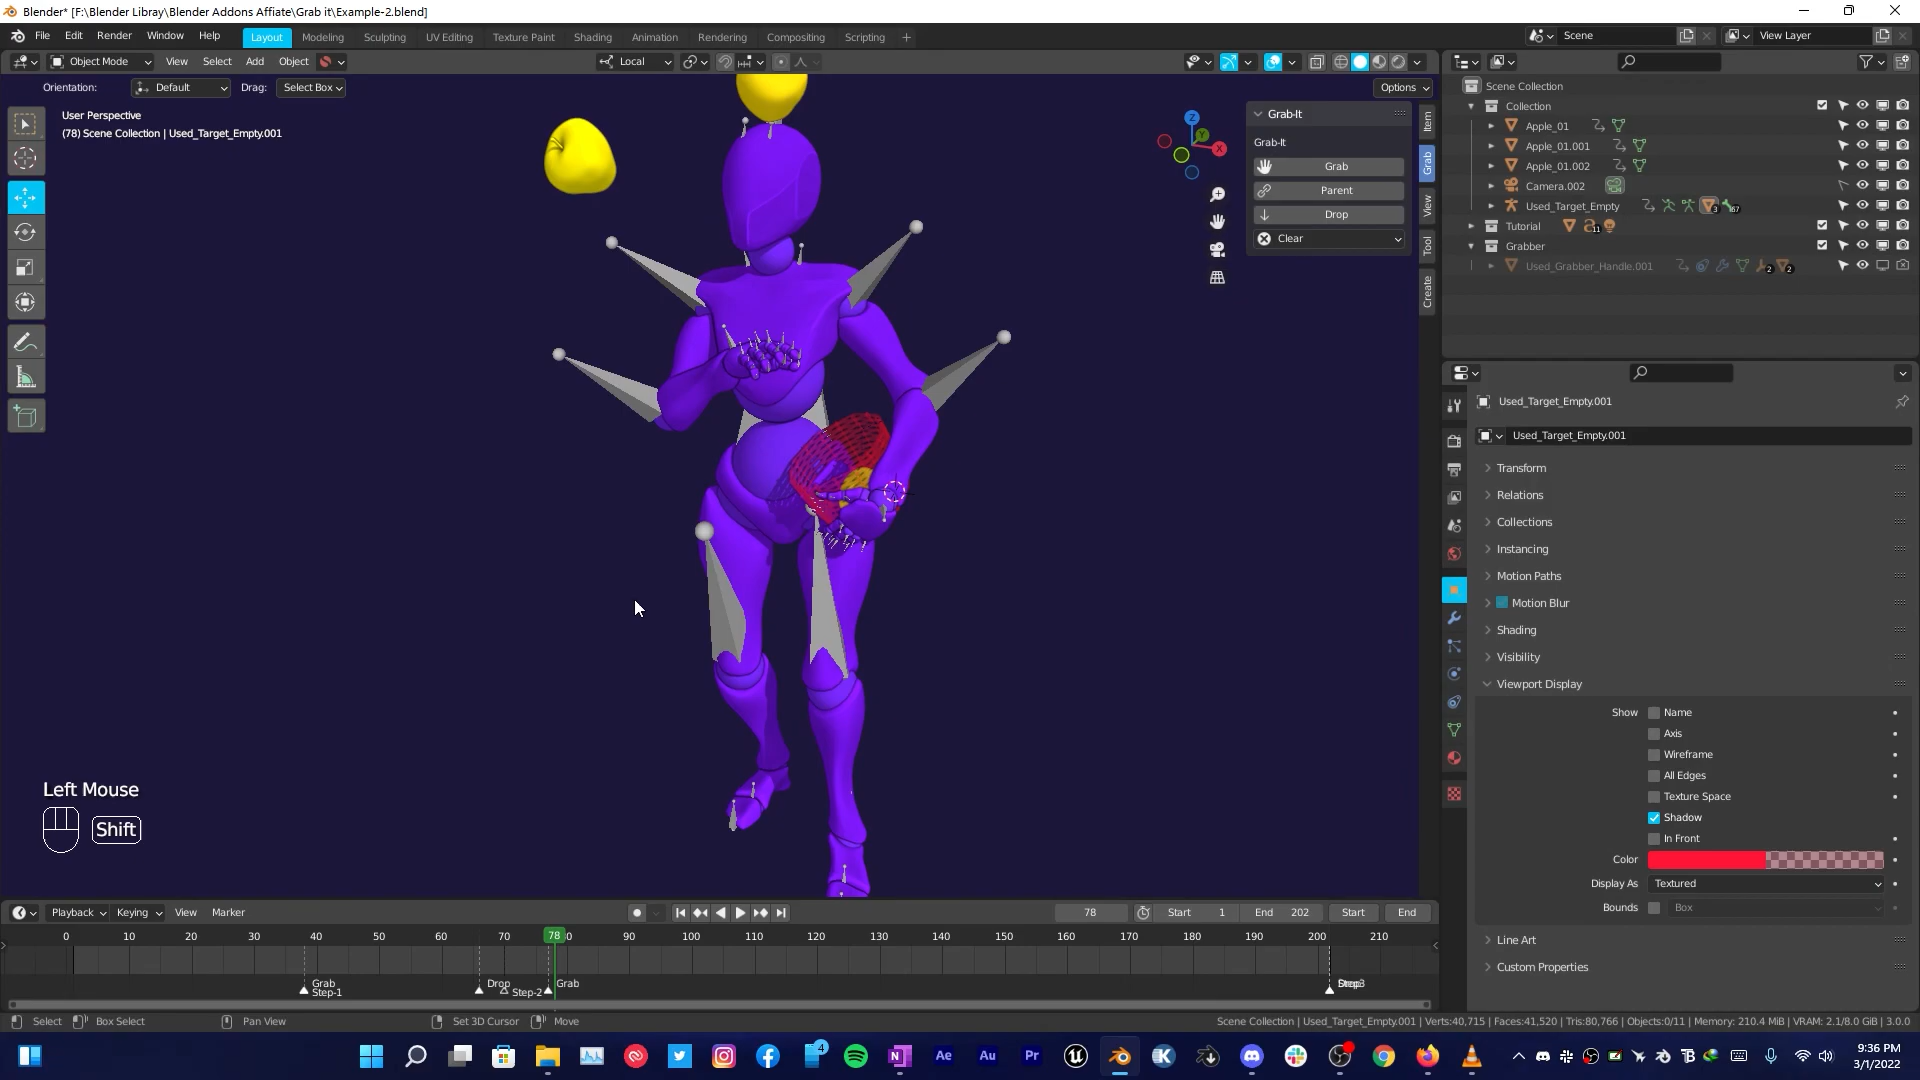 Blender* [F:\Blender Libray\Blender Addons Affiate\Grab it\Example-2.blend]
File Edit Render Window Help Layout Modeling Sculpting UV Editing Texture Paint Shading Animation Rendering Compositing Scripting + Scene View Layer
Object Mode View Select Add Object Local
Orientation: Default Drag: Select Box Options
User Perspective
(78) Scene Collection | Used_Target_Empty.001
Z
Y
X
Grab-It
Grab-It
Grab
Parent
Drop
Clear
Item
Grab
View
Tool
Create
Scene Collection
Collection
Apple_01
Apple_01.001
Apple_01.002
Camera.002
Used_Target_Empty 3 67
Tutorial 11
Grabber
Used_Grabber_Handle.001 2 2
Used_Target_Empty.001
Used_Target_Empty.001
Transform
Relations
Collections
Instancing
Motion Paths
Motion Blur
Shading
Visibility
Viewport Display
Show Name
Axis
Wireframe
All Edges
Texture Space
Shadow
In Front
Color
Display As Textured
Bounds Box
Line Art
Custom Properties
Left Mouse
Shift
Playback Keying View Marker 78 Start 1 End 202 Start End
0 10 20 30 40 50 60 70 78 90 100 110 120 130 140 150 160 170 180 190 200 210
Grab Drop Grab
Step-1 Step-2
Select Box Select Pan View Set 3D Cursor Move Scene Collection | Used_Target_Empty.001 | Verts:40,715 | Faces:41,520 | Tris:80,766 | Objects:0/11 | Memory: 210.4 MiB | VRAM: 2.1/8.0 GiB | 3.0.0
4 N Ae Au Pr K
9:36 PM
3/1/2022